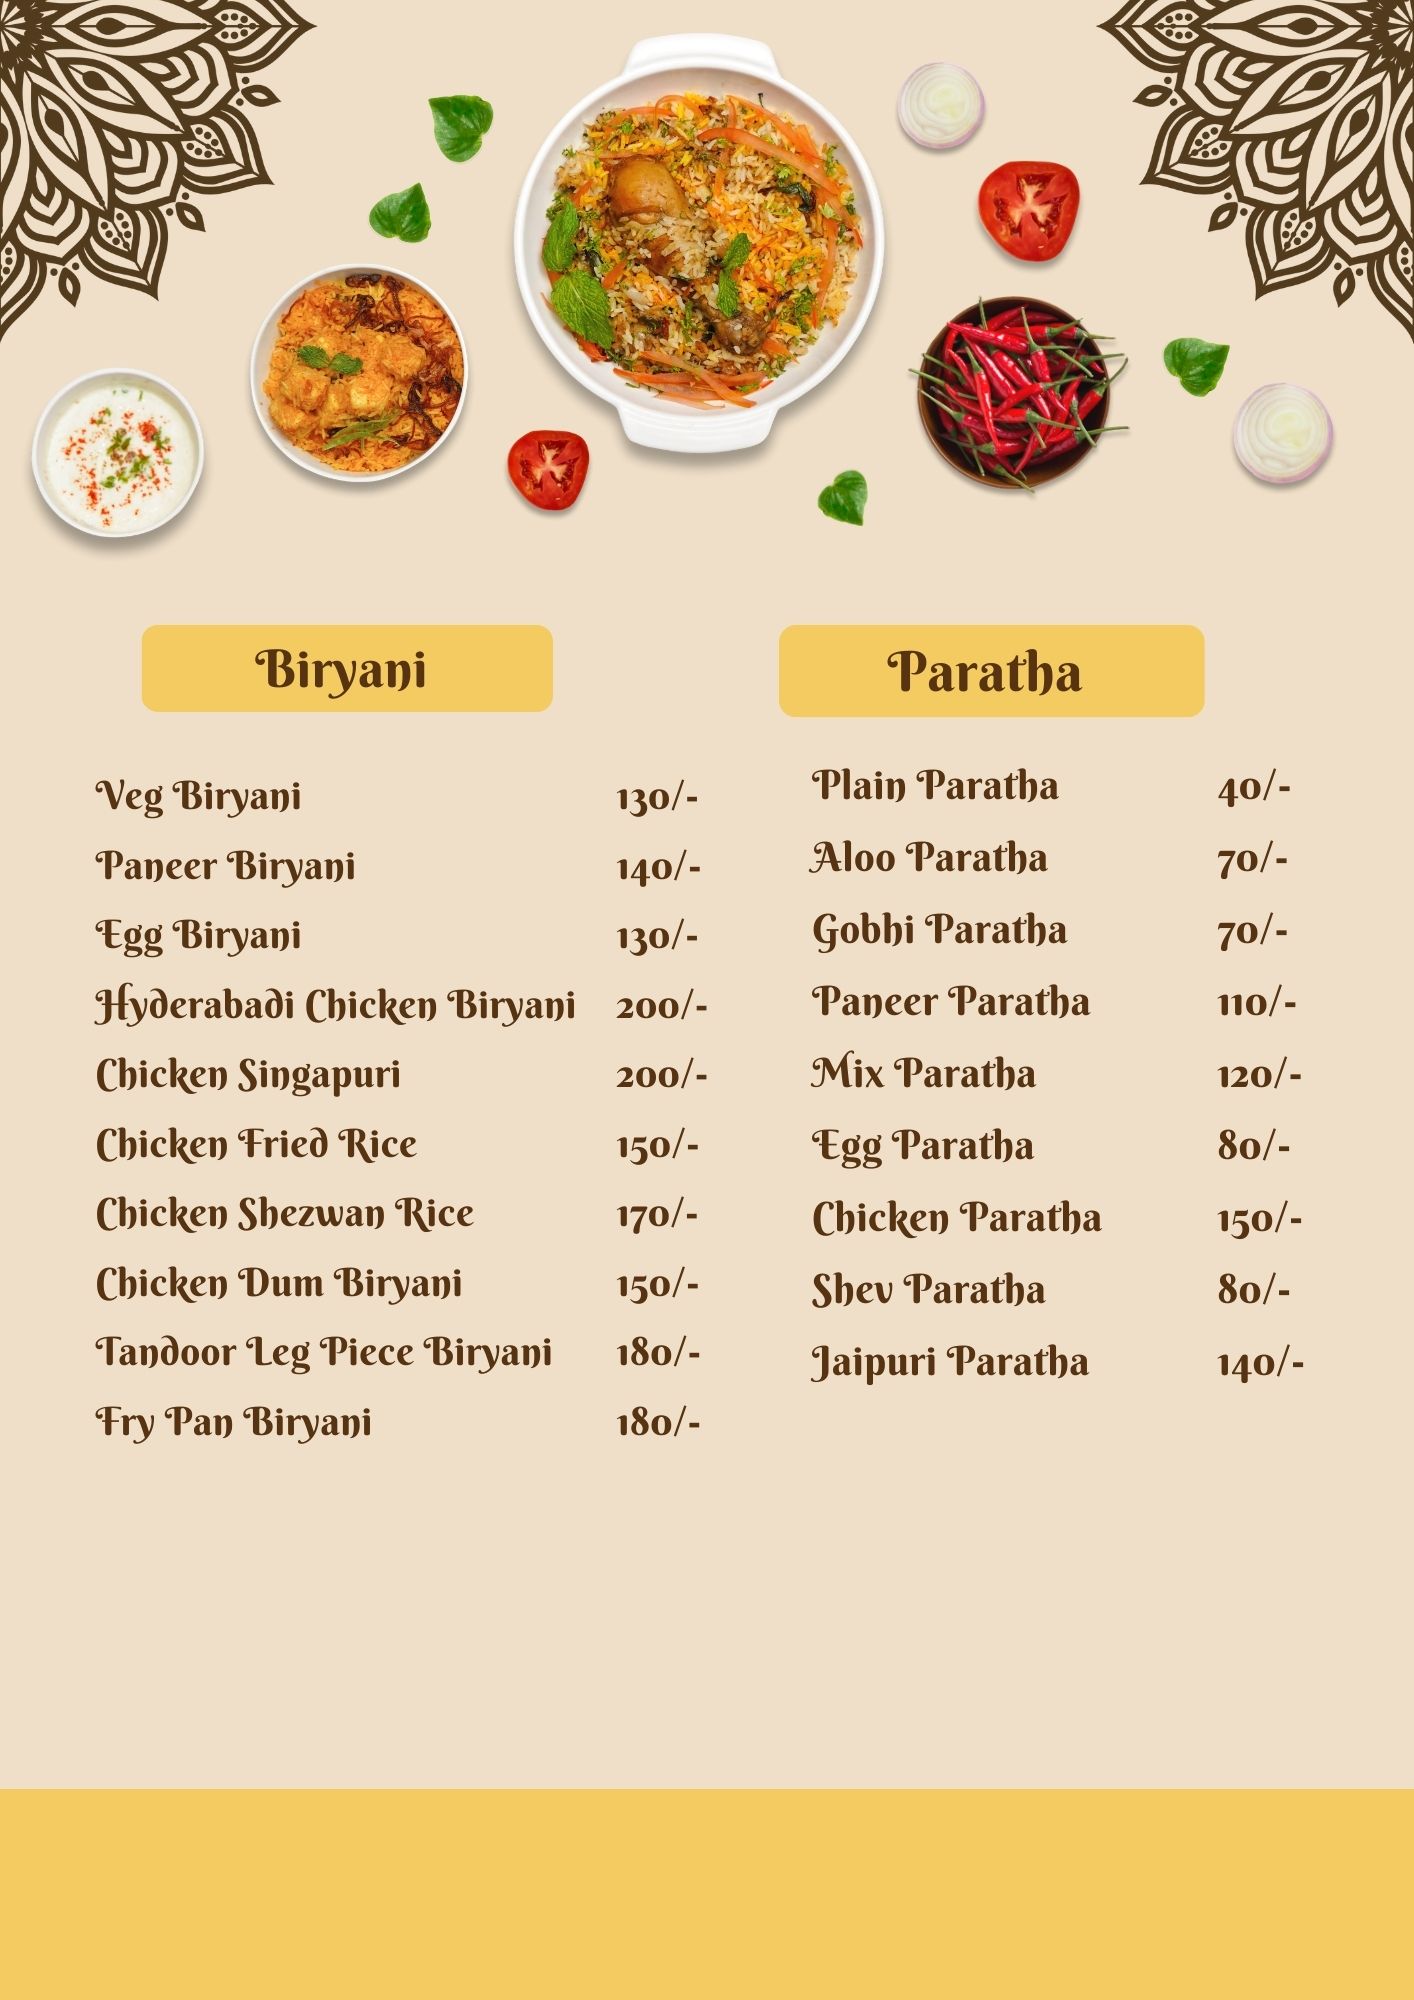 Biryani
Veg Biryani 130/-
Paneer Biryani 140/-
Egg Biryani 130/-
Hyderabadi Chicken Biryani 200/-
Chicken Singapuri 200/-
Chicken Fried Rice 150/-
Chicken Shezwan Rice 170/-
Chicken Dum Biryani 150/-
Tandoor Leg Piece Biryani 180/-
Fry Pan Biryani 180/-
Paratha
Plain Paratha 40/-
Aloo Paratha 70/-
Gobhi Paratha 70/-
Paneer Paratha 110/-
Mix Paratha 120/-
Egg Paratha 80/-
Chicken Paratha 150/-
Shev Paratha 80/-
Jaipuri Paratha 140/-